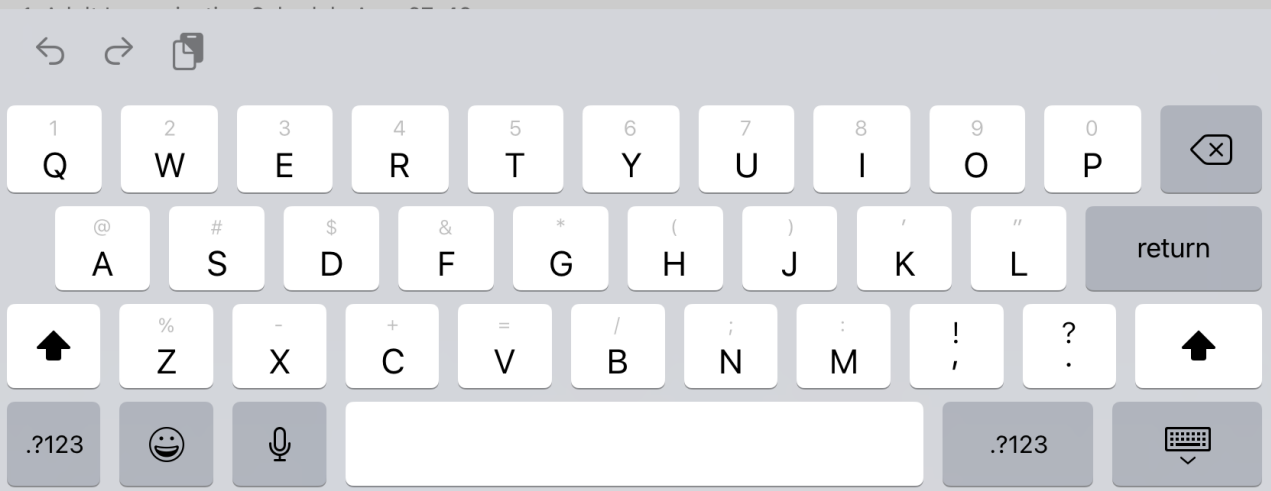 1 2 3 4 5 6 7 8 9 0
Q W E R T Y U I O P
@ # $ & * ( ) ' "
A S D F G H J K L return
% - + = / ; : ! ?
Z X C V B N M , .
.?123 .?123